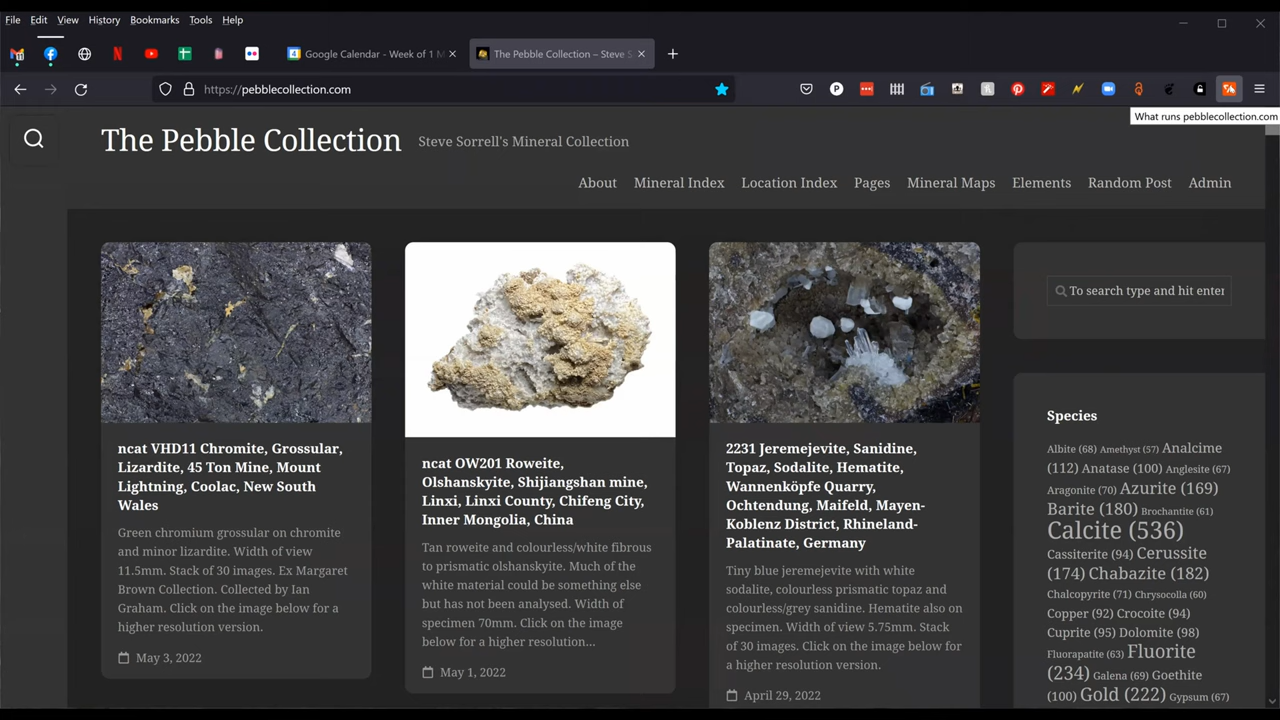 File Edit View History Bookmarks Tools Help
Google Calendar - Week of 1 M
The Pebble Collection – Steve S
https://pebblecollection.com
What runs pebblecollection.com
The Pebble Collection
Steve Sorrell's Mineral Collection
About Mineral Index Location Index Pages Mineral Maps Elements Random Post Admin
ncat VHD11 Chromite, Grossular,
Lizardite, 45 Ton Mine, Mount
Lightning, Coolac, New South
Wales
Green chromium grossular on chromite
and minor lizardite. Width of view
11.5mm. Stack of 30 images. Ex Margaret
Brown Collection. Collected by Ian
Graham. Click on the image below for a
higher resolution version.
May 3, 2022
ncat OW201 Roweite,
Olshanskyite, Shijiangshan mine,
Linxi, Linxi County, Chifeng City,
Inner Mongolia, China
Tan roweite and colourless/white fibrous
to prismatic olshanskyite. Much of the
white material could be something else
but has not been analysed. Width of
specimen 70mm. Click on the image
below for a higher resolution...
May 1, 2022
2231 Jeremejevite, Sanidine,
Topaz, Sodalite, Hematite,
Wannenköpfe Quarry,
Ochtendung, Maifeld, Mayen-
Koblenz District, Rhineland-
Palatinate, Germany
Tiny blue jeremejevite with white
sodalite, colourless prismatic topaz and
colourless/grey sanidine. Hematite also on
specimen. Width of view 5.75mm. Stack
of 30 images. Click on the image below for
a higher resolution version.
April 29, 2022
To search type and hit enter
Species
Albite (68) Amethyst (57) Analcime
(112) Anatase (100) Anglesite (67)
Aragonite (70) Azurite (169)
Barite (180) Brochantite (61)
Calcite (536)
Cassiterite (94) Cerussite
(174) Chabazite (182)
Chalcopyrite (71) Chrysocolla (60)
Copper (92) Crocoite (94)
Cuprite (95) Dolomite (98)
Fluorapatite (63) Fluorite
(234) Galena (69) Goethite
(100) Gold (222) Gypsum (67)